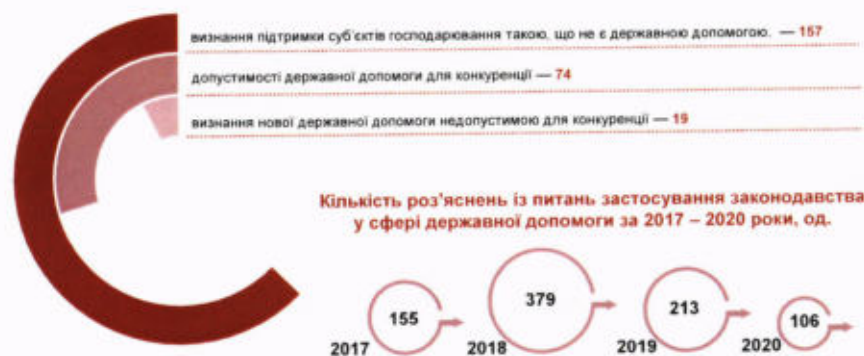 визнання підтримки суб'єктів господарювання такою, що не є державною допомогою. — 157
допустимості державної допомоги для конкуренції — 74
визнання нової державної допомоги недопустимою для конкуренції — 19
Кількість роз'яснень із питань застосування законодавства
у сфері державної допомоги за 2017 – 2020 роки, од.
155
379
213
106
2017
2018
2019
2020